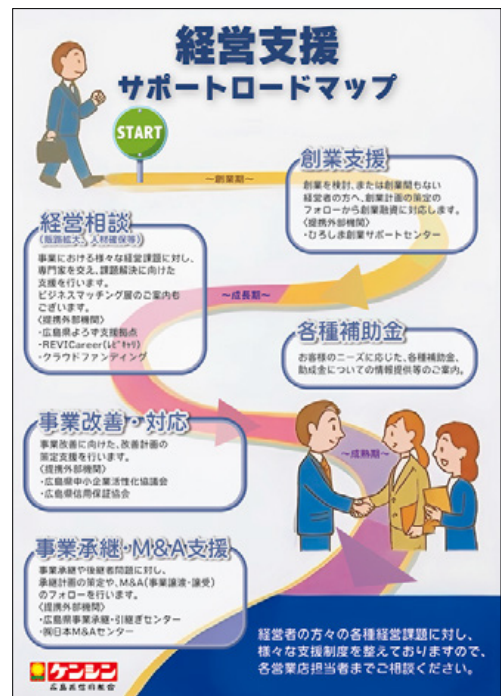 経営支援
サポートロードマップ
START
～創業期～
創業支援
創業を検討、または創業間もない
経営者の方へ、創業計画の策定の
フォローから創業融資に対応します。
〈提携外部機関〉
・ひろしま創業サポートセンター
経営相談
(販路拡大、人材確保等)
事業における様々な経営課題に対し、
専門家を交え、課題解決に向けた
支援を行います。
ビジネスマッチング展のご案内も
ございます。
〈提携外部機関〉
・広島県よろず支援拠点
・REVICareer(ﾚﾋﾞｷｬﾘ)
・クラウドファンディング
～成長期～
各種補助金
お客様のニーズに応じた、各種補助金、
助成金についての情報提供等のご案内。
事業改善・対応
事業改善に向けた、改善計画の
策定支援を行います。
〈提携外部機関〉
・広島県中小企業活性化協議会
・広島県信用保証協会
～成熟期～
事業承継・M&A支援
事業承継や後継者問題に対し、
承継計画の策定や、M&A(事業譲渡・譲受)
のフォローを行います。
〈提携外部機関〉
・広島県事業承継・引継ぎセンター
・㈱日本M&Aセンター
経営者の方々の各種経営課題に対し、
様々な支援制度を整えておりますので、
各営業店担当者までご相談ください。
ケンシン
広島県信用組合